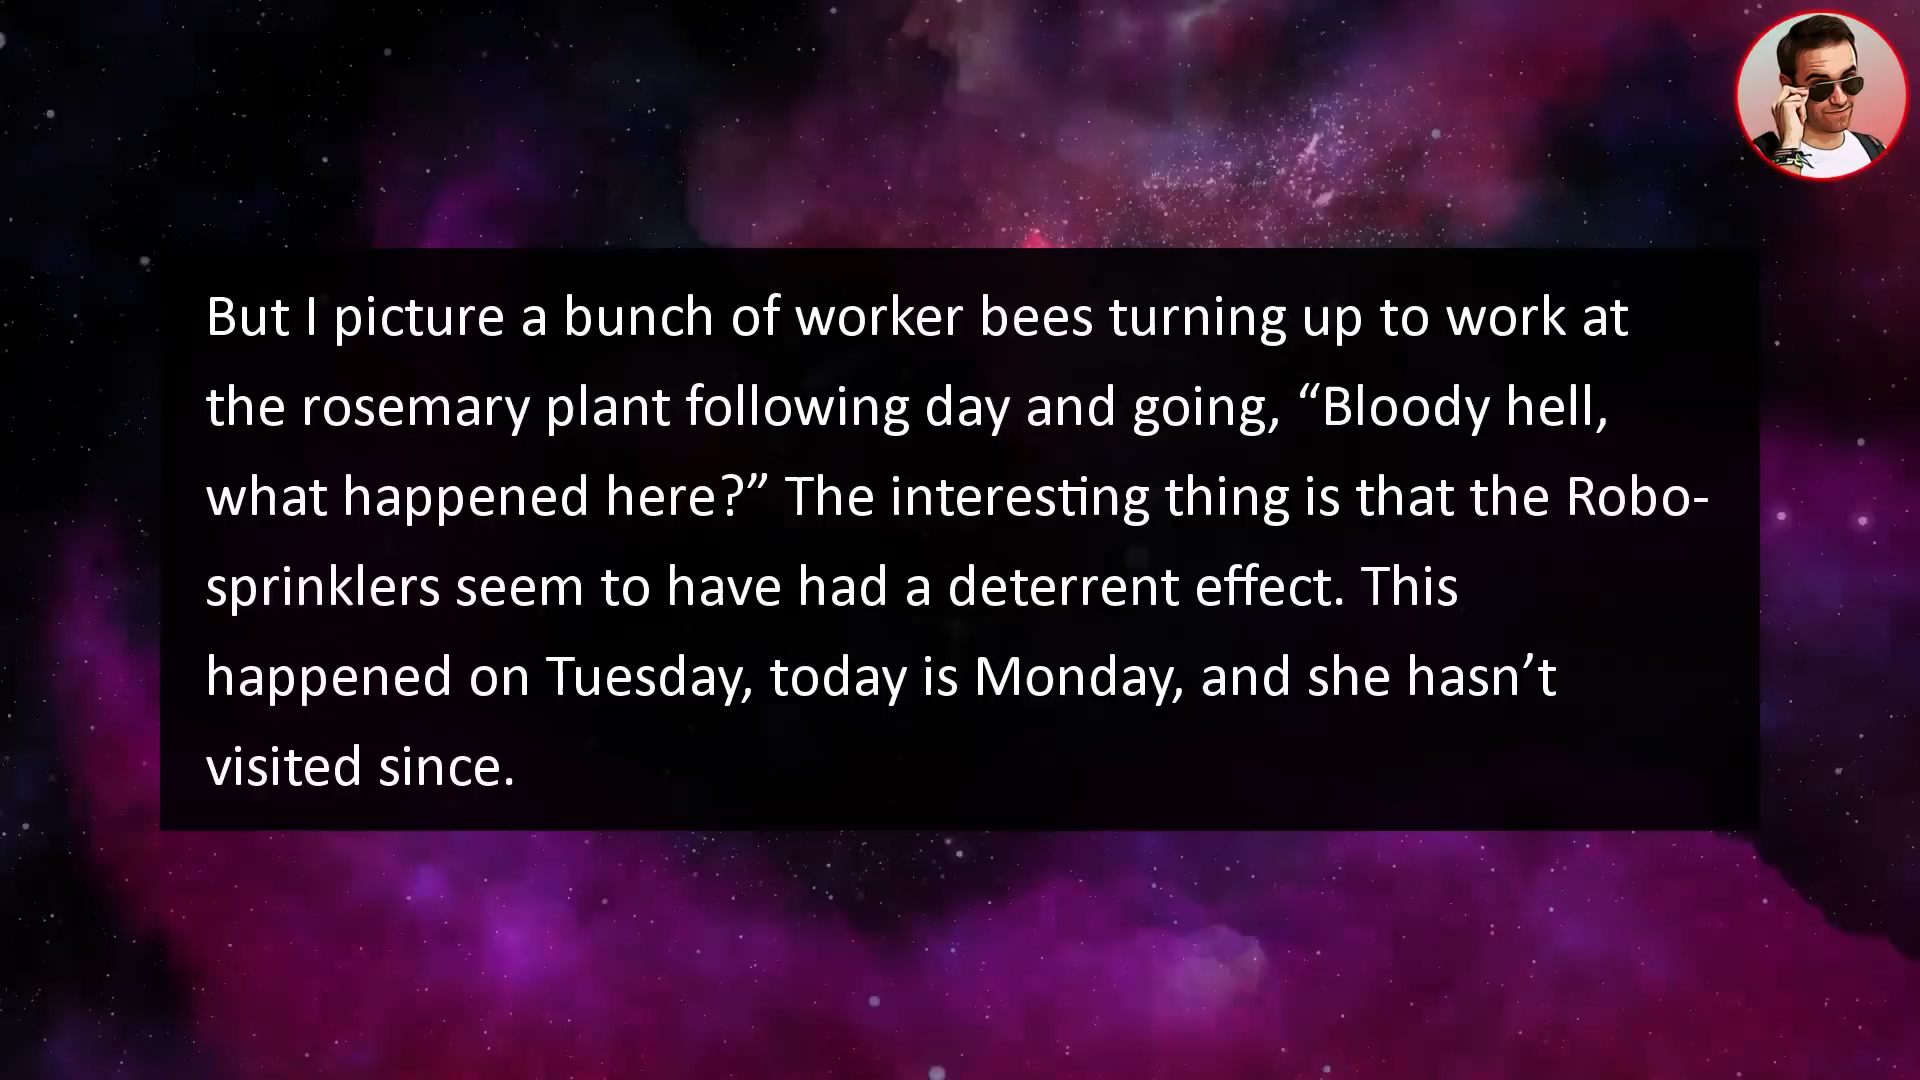 But I picture a bunch of worker bees turning up to work at
the rosemary plant following day and going, “Bloody hell,
what happened here?” The interesting thing is that the Robo-
sprinklers seem to have had a deterrent effect. This
happened on Tuesday, today is Monday, and she hasn’t
visited since.